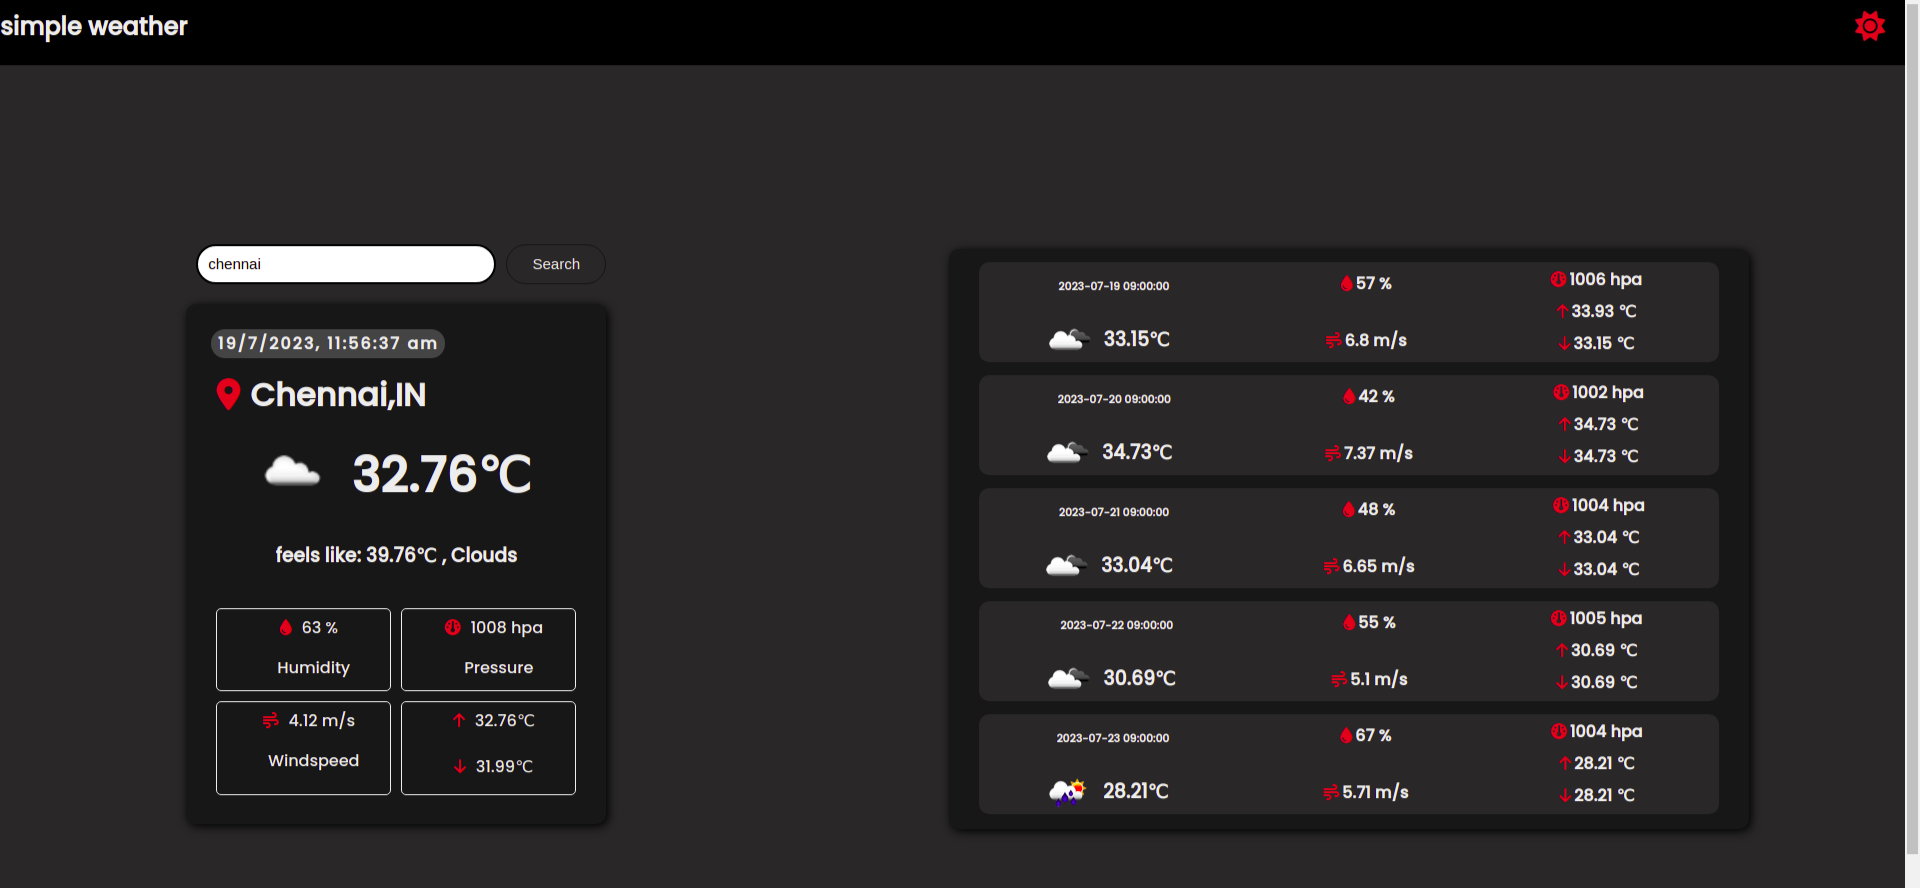 simple weather
chennai
Search
19/7/2023, 11:56:37 am
Chennai,IN
32.76℃
feels like: 39.76℃ , Clouds
63 %
Humidity
1008 hpa
Pressure
4.12 m/s
Windspeed
32.76℃
31.99℃
2023-07-19 09:00:00
33.15℃
57 %
6.8 m/s
1006 hpa
33.93 ℃
33.15 ℃
2023-07-20 09:00:00
34.73℃
42 %
7.37 m/s
1002 hpa
34.73 ℃
34.73 ℃
2023-07-21 09:00:00
33.04℃
48 %
6.65 m/s
1004 hpa
33.04 ℃
33.04 ℃
2023-07-22 09:00:00
30.69℃
55 %
5.1 m/s
1005 hpa
30.69 ℃
30.69 ℃
2023-07-23 09:00:00
28.21℃
67 %
5.71 m/s
1004 hpa
28.21 ℃
28.21 ℃